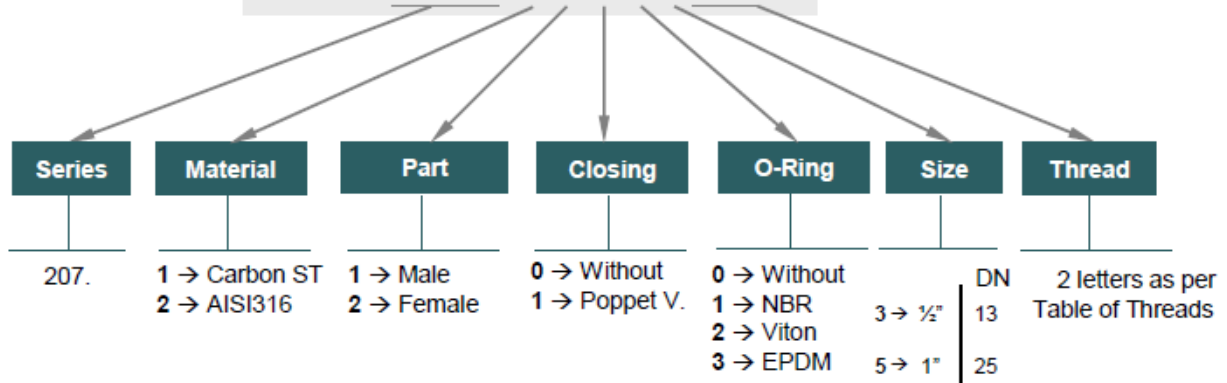 Series
Material
Part
Closing
O-Ring
Size
Thread
207.
1 → Carbon ST
2 → AISI316
1 → Male
2 → Female
0 → Without
1 → Poppet V.
0 → Without
1 → NBR
2 → Viton
3 → EPDM
DN
3 → ½” 13
5 → 1” 25
2 letters as per
Table of Threads